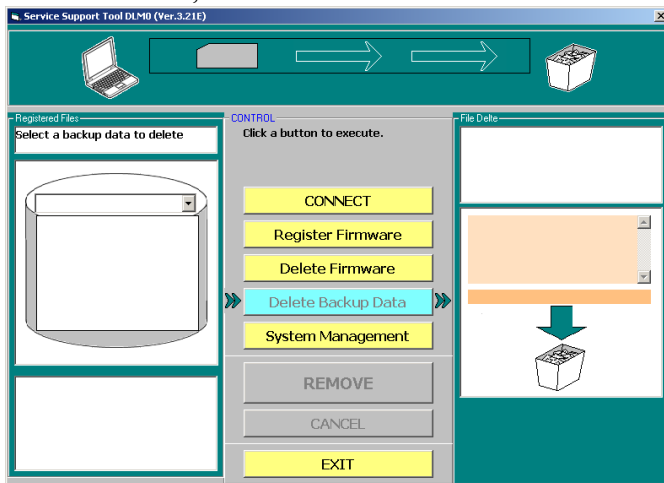 Service Support Tool DLM0 (Ver.3.21E)
Registered Files
Select a backup data to delete
CONTROL
Click a button to execute.
CONNECT
Register Firmware
Delete Firmware
Delete Backup Data
System Management
REMOVE
CANCEL
EXIT
File Delte